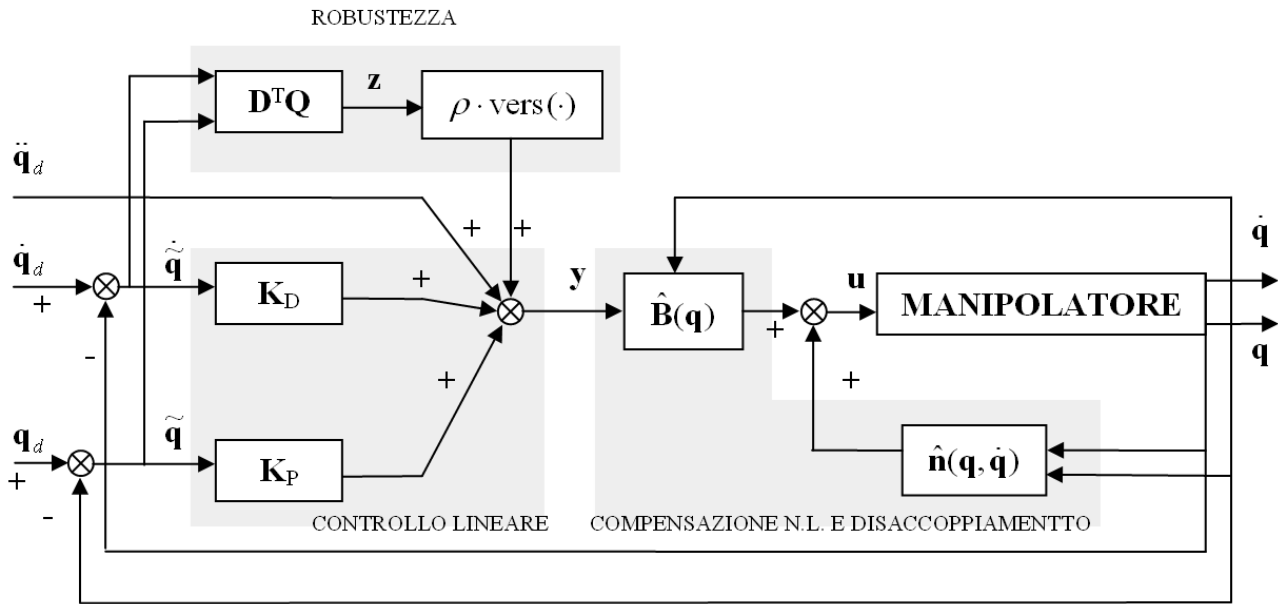 ROBUSTEZZA
DᵀQ
z
ρ · vers(·)
q̈d
+
+
q̇d
+
-
q̃̇
KD
+
y
B̂(q)
+
u
MANIPOLATORE
q̇
q
+
+
qd
+
-
q̃
KP
n̂(q, q̇)
CONTROLLO LINEARE
COMPENSAZIONE N.L. E DISACCOPPIAMENTTO